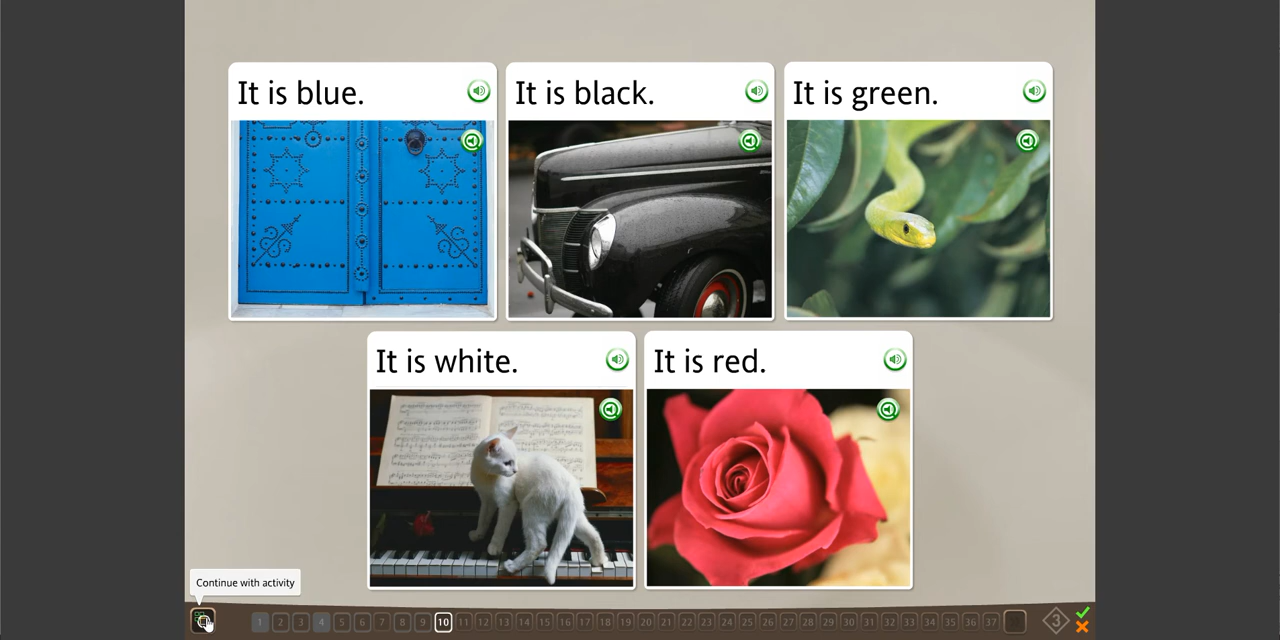 It is blue.
It is black.
It is green.
It is white.
It is red.
Continue with activity
1 2 3 4 5 6 7 8 9 10 11 12 13 14 15 16 17 18 19 20 21 22 23 24 25 26 27 28 29 30 31 32 33 34 35 36 37
3